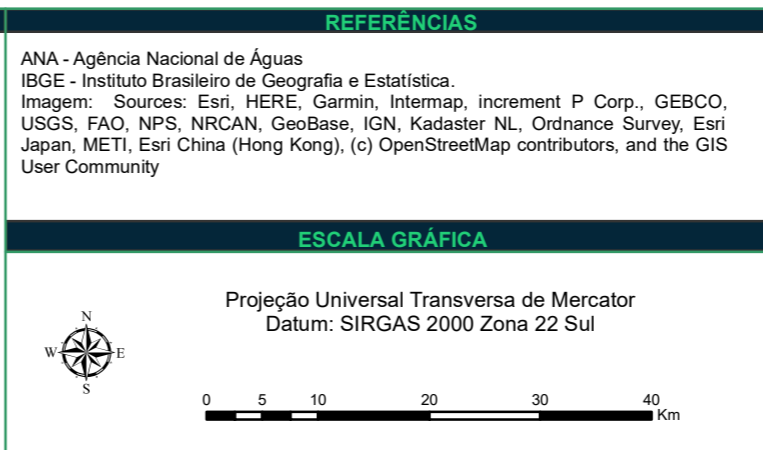 REFERÊNCIAS
ANA - Agência Nacional de Águas
IBGE - Instituto Brasileiro de Geografia e Estatística.
Imagem: Sources: Esri, HERE, Garmin, Intermap, increment P Corp., GEBCO,
USGS, FAO, NPS, NRCAN, GeoBase, IGN, Kadaster NL, Ordnance Survey, Esri
Japan, METI, Esri China (Hong Kong), (c) OpenStreetMap contributors, and the GIS
User Community
ESCALA GRÁFICA
Projeção Universal Transversa de Mercator
Datum: SIRGAS 2000 Zona 22 Sul
N
W E
S
0 5 10 20 30 40
Km